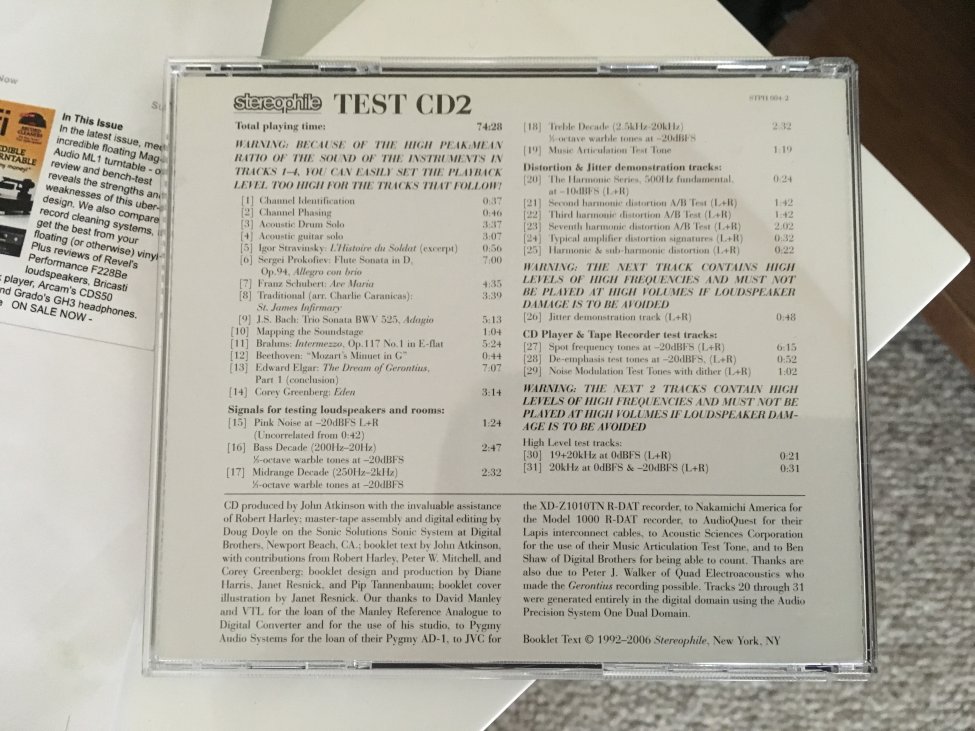 Now
Su
In This Issue
In the latest issue, meet
incredible floating Mag-
Audio ML1 turntable - o
review and bench-test
reveals the strengths and
weaknesses of this uber-
design. We also compare
record cleaning systems,
get the best from your
floating (or otherwise) vinyl
Plus reviews of Revel's
Performance F228Be
loudspeakers, Bricasti
player, Arcam's CDS50
nd Grado's GH3 headphones.
ON SALE NOW -
RECORD
CLEANERS
EDIBLE
RNTABLE
stereophile TEST CD2
STPH 004-2
Total playing time: 74:28
WARNING: BECAUSE OF THE HIGH PEAK:MEAN
RATIO OF THE SOUND OF THE INSTRUMENTS IN
TRACKS 1–4, YOU CAN EASILY SET THE PLAYBACK
LEVEL TOO HIGH FOR THE TRACKS THAT FOLLOW!
[1] Channel Identification 0:37
[2] Channel Phasing 0:46
[3] Acoustic Drum Solo 3:37
[4] Acoustic guitar solo 3:07
[5] Igor Stravinsky: L'Histoire du Soldat (excerpt) 0:56
[6] Sergei Prokofiev: Flute Sonata in D, 7:00
Op.94, Allegro con brio
[7] Franz Schubert: Ave Maria 4:35
[8] Traditional (arr. Charlie Caranicas): 3:39
St. James Infirmary
[9] J.S. Bach: Trio Sonata BWV 525, Adagio 5:13
[10] Mapping the Soundstage 1:04
[11] Brahms: Intermezzo, Op.117 No.1 in E-flat 5:24
[12] Beethoven: "Mozart's Minuet in G" 0:44
[13] Edward Elgar: The Dream of Gerontius, 7:07
Part 1 (conclusion)
[14] Corey Greenberg: Eden 3:14
Signals for testing loudspeakers and rooms:
[15] Pink Noise at –20dBFS L+R 1:24
(Uncorrelated from 0:42)
[16] Bass Decade (200Hz–20Hz) 2:47
⅓-octave warble tones at –20dBFS
[17] Midrange Decade (250Hz–2kHz) 2:32
⅓-octave warble tones at –20dBFS
[18] Treble Decade (2.5kHz–20kHz) 2:32
⅓-octave warble tones at –20dBFS
[19] Music Articulation Test Tone 1:19
Distortion & Jitter demonstration tracks:
[20] The Harmonic Series, 500Hz fundamental, 0:24
at –10dBFS (L+R)
[21] Second harmonic distortion A/B Test (L+R) 1:42
[22] Third harmonic distortion A/B Test (L+R) 1:42
[23] Seventh harmonic distortion A/B Test (L+R) 2:02
[24] Typical amplifier distortion signatures (L+R) 0:32
[25] Harmonic & sub-harmonic distortion (L+R) 0:22
WARNING: THE NEXT TRACK CONTAINS HIGH
LEVELS OF HIGH FREQUENCIES AND MUST NOT
BE PLAYED AT HIGH VOLUMES IF LOUDSPEAKER
DAMAGE IS TO BE AVOIDED
[26] Jitter demonstration track (L+R) 0:48
CD Player & Tape Recorder test tracks:
[27] Spot frequency tones at –20dBFS (L+R) 6:15
[28] De-emphasis test tones at –20dBFS, (L+R) 0:52
[29] Noise Modulation Test Tones with dither (L+R) 1:02
WARNING: THE NEXT 2 TRACKS CONTAIN HIGH
LEVELS OF HIGH FREQUENCIES AND MUST NOT BE
PLAYED AT HIGH VOLUMES IF LOUDSPEAKER DAM-
AGE IS TO BE AVOIDED
High Level test tracks:
[30] 19+20kHz at 0dBFS (L+R) 0:21
[31] 20kHz at 0dBFS & –20dBFS (L+R) 0:31
CD produced by John Atkinson with the invaluable assistance
of Robert Harley; master-tape assembly and digital editing by
Doug Doyle on the Sonic Solutions Sonic System at Digital
Brothers, Newport Beach, CA.; booklet text by John Atkinson,
with contributions from Robert Harley, Peter W. Mitchell, and
Corey Greenberg; booklet design and production by Diane
Harris, Janet Resnick, and Pip Tannenbaum; booklet cover
illustration by Janet Resnick. Our thanks to David Manley
and VTL for the loan of the Manley Reference Analogue to
Digital Converter and for the use of his studio, to Pygmy
Audio Systems for the loan of their Pygmy AD-1, to JVC for
the XD-Z1010TN R-DAT recorder, to Nakamichi America for
the Model 1000 R-DAT recorder, to AudioQuest for their
Lapis interconnect cables, to Acoustic Sciences Corporation
for the use of their Music Articulation Test Tone, and to Ben
Shaw of Digital Brothers for being able to count. Thanks are
also due to Peter J. Walker of Quad Electroacoustics who
made the Gerontius recording possible. Tracks 20 through 31
were generated entirely in the digital domain using the Audio
Precision System One Dual Domain.
Booklet Text © 1992–2006 Stereophile, New York, NY